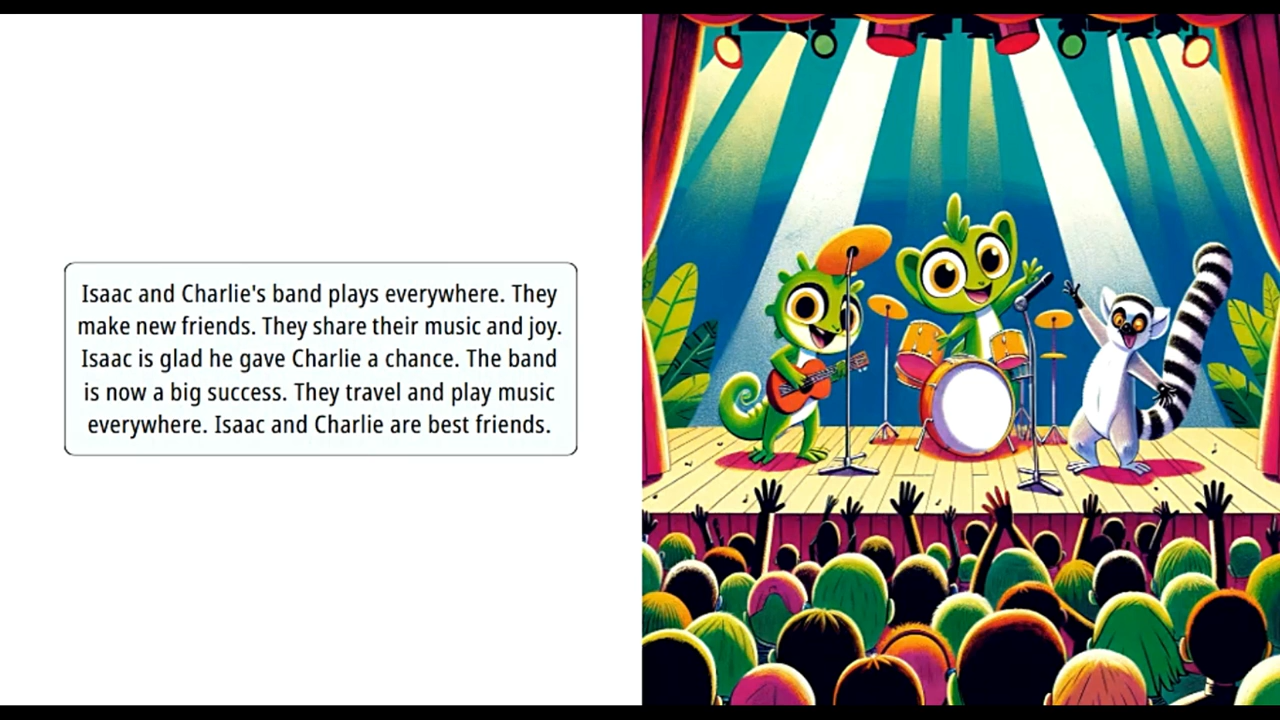 Isaac and Charlie's band plays everywhere. They
make new friends. They share their music and joy.
Isaac is glad he gave Charlie a chance. The band
is now a big success. They travel and play music
everywhere. Isaac and Charlie are best friends.